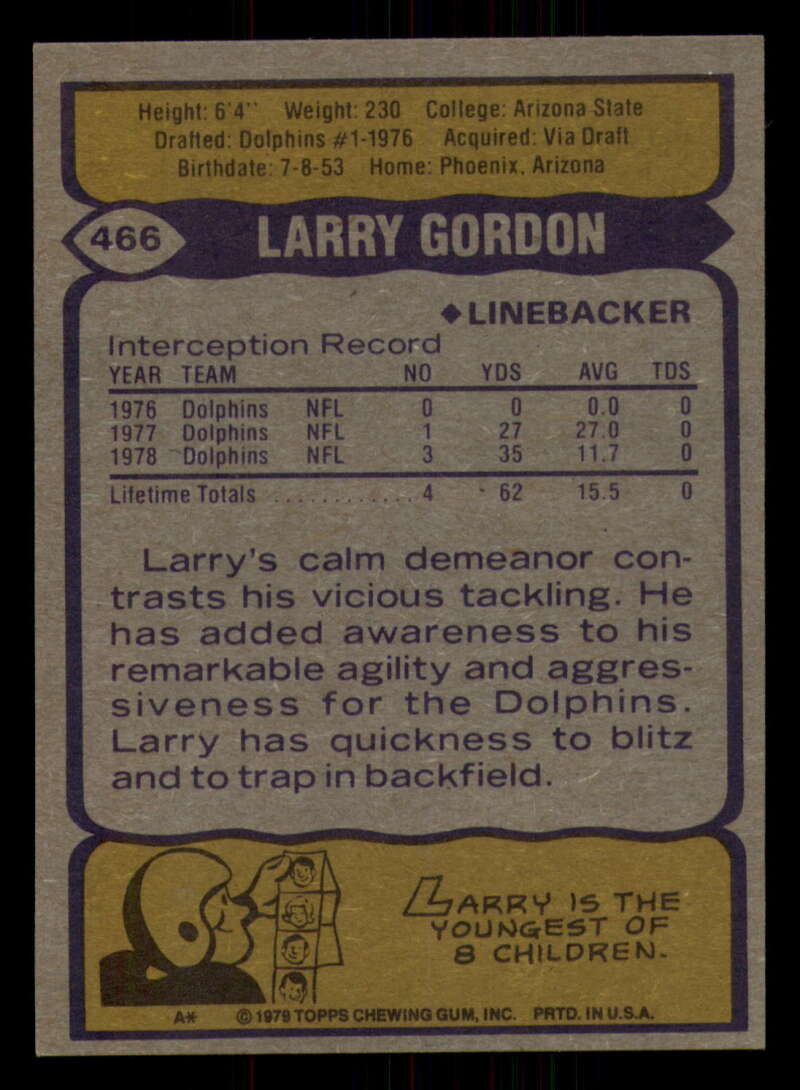 Height: 6'4" Weight: 230 College: Arizona State
Drafted: Dolphins #1-1976 Acquired: Via Draft
Birthdate: 7-8-53 Home: Phoenix, Arizona
466 LARRY GORDON
◆LINEBACKER
Interception Record
YEAR TEAM NO YDS AVG TDS
1976 Dolphins NFL 0 0 0.0 0
1977 Dolphins NFL 1 27 27.0 0
1978 Dolphins NFL 3 35 11.7 0
Lifetime Totals ............ 4 62 15.5 0
Larry's calm demeanor con-
trasts his vicious tackling. He
has added awareness to his
remarkable agility and aggres-
siveness for the Dolphins.
Larry has quickness to blitz
and to trap in backfield.
LARRY IS THE
YOUNGEST OF
8 CHILDREN.
A* © 1979 TOPPS CHEWING GUM, INC. PRTD. IN U.S.A.